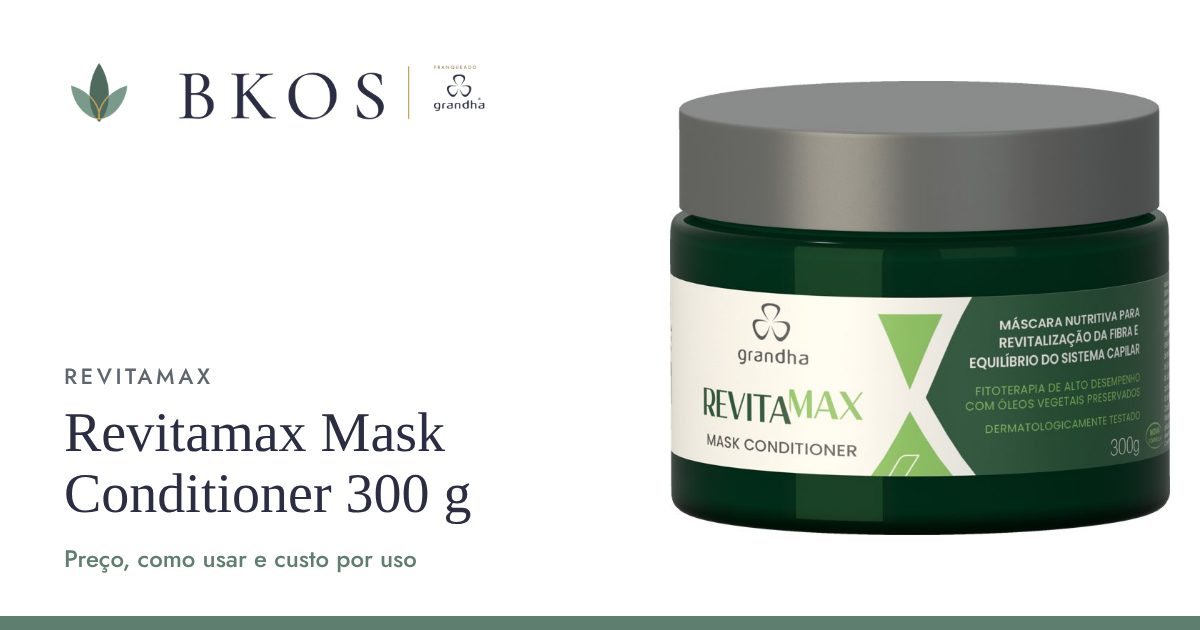 BKOS
FRANQUEADO
grandha
REVITAMAX
Revitamax Mask
Conditioner 300 g
Preço, como usar e custo por uso
grandha
REVITAMAX
MASK CONDITIONER
MÁSCARA NUTRITIVA PARA
REVITALIZAÇÃO DA FIBRA E
EQUILÍBRIO DO SISTEMA CAPILAR
FITOTERAPIA DE ALTO DESEMPENHO
COM ÓLEOS VEGETAIS PRESERVADOS
DERMATOLOGICAMENTE TESTADO
300g